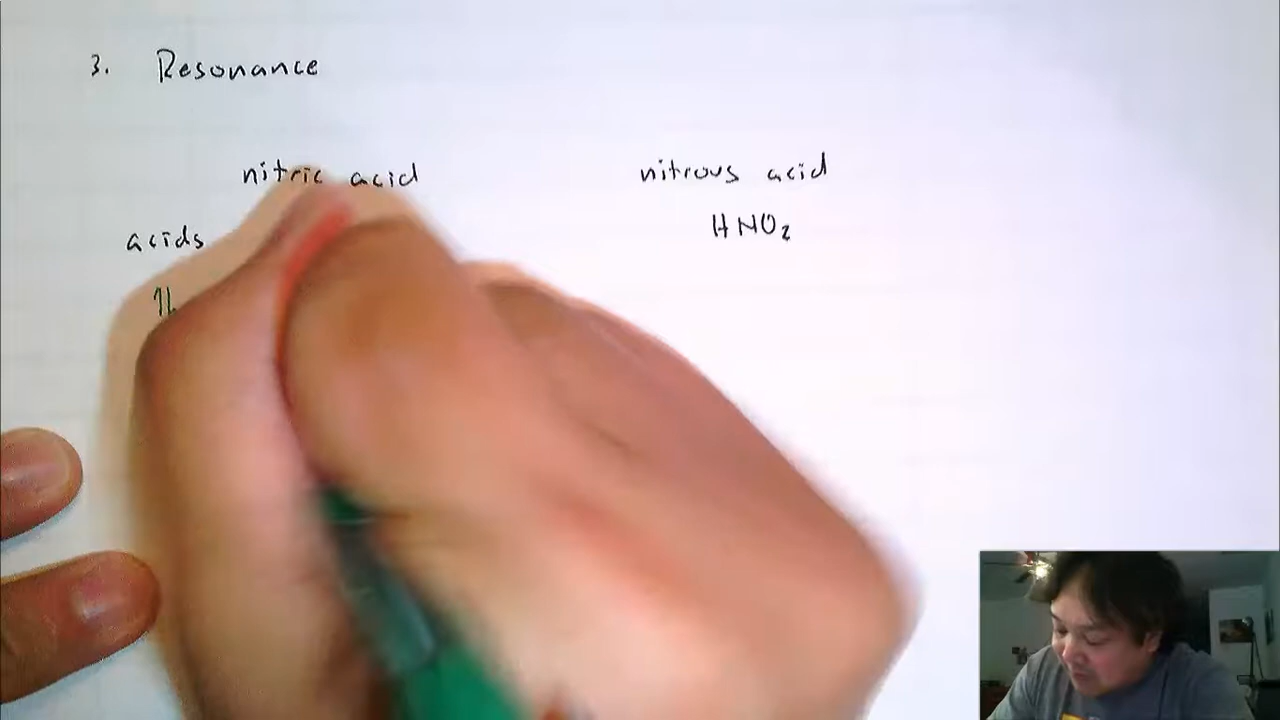 3. Resonance
nitric acid nitrous acid
acids HNO₂